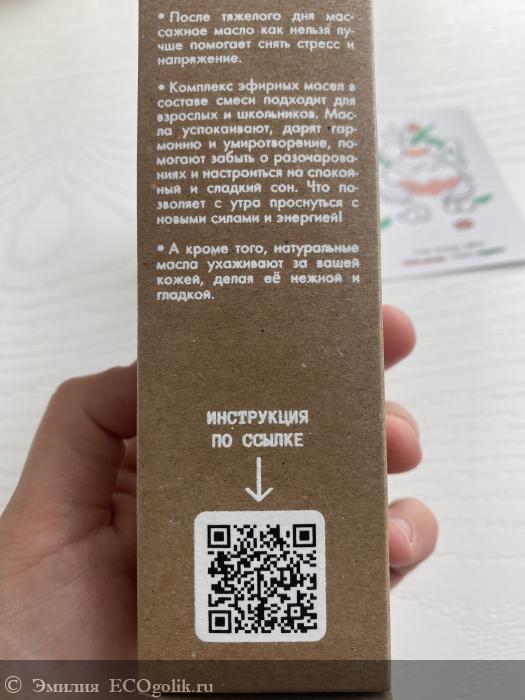 • После тяжелого дня мас-
сажное масло как нельзя лу-
чше помогает снять стресс и
напряжение.
• Комплекс эфирных масел в
составе смеси подходит для
взрослых и школьников. Мас-
ла успокаивают, дарят гар-
монию и умиротворение, по-
могают забыть о разочарова-
ниях и настроиться на спокой-
ный и сладкий сон. Что по-
зволяет с утра проснуться с
новыми силами и энергией!
• А кроме того, натуральные
масла ухаживают за вашей
кожей, делая её нежной и
гладкой.
ИНСТРУКЦИЯ
ПО ССЫЛКЕ
© Эмилия ECOgolik.ru